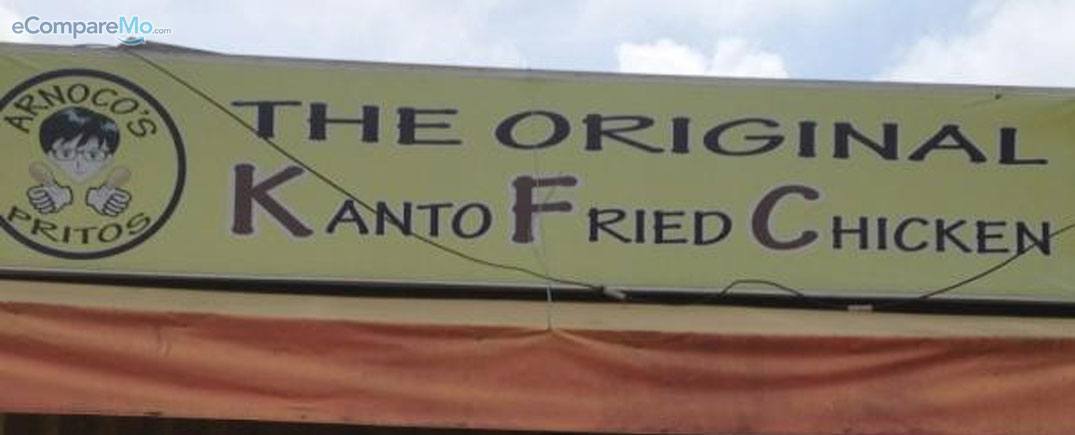 eCompareMo.com
ARNOCO'S
PRITOS
THE ORIGINAL
KANTO FRIED CHICKEN